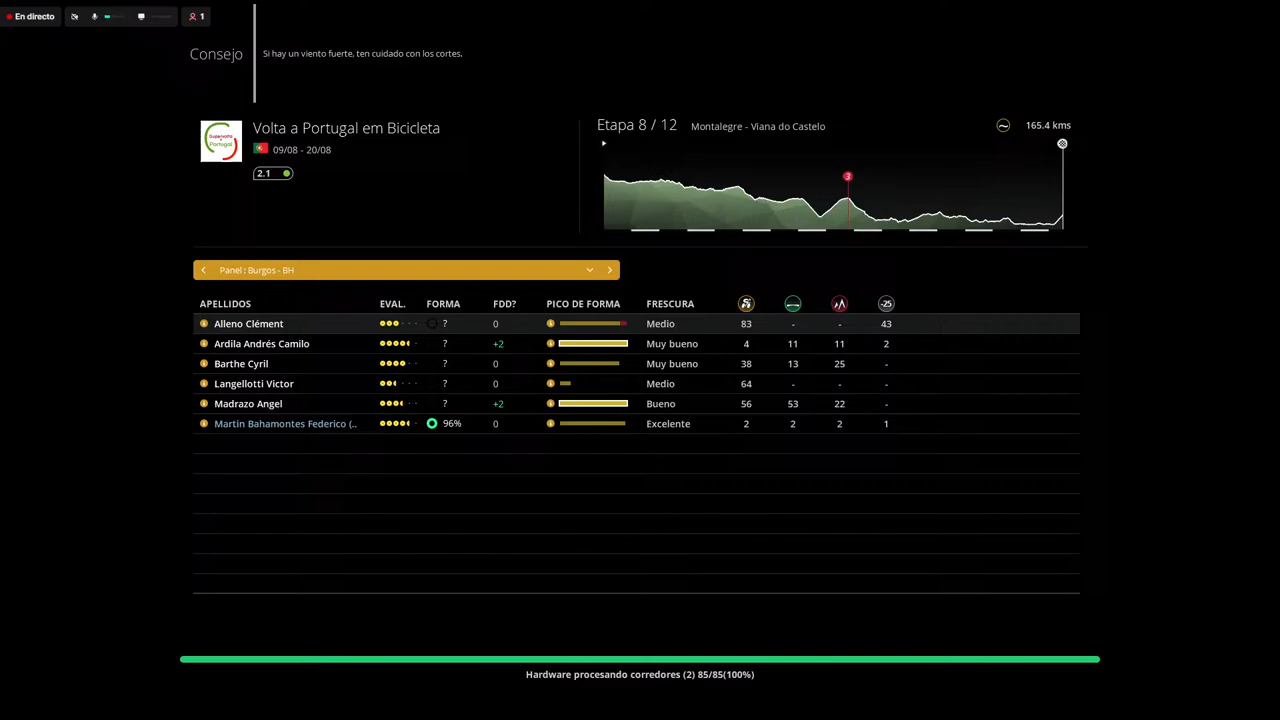 En directo
1
Consejo
Si hay un viento fuerte, ten cuidado con los cortes.
Volta a Portugal em Bicicleta
09/08 - 20/08
2.1
Etapa 8 / 12 Montalegre - Viana do Castelo 165.4 kms
3
Panel : Burgos - BH
APELLIDOS EVAL. FORMA FDD? PICO DE FORMA FRESCURA -25
Alleno Clément ? 0 Medio 83 - - 43
Ardila Andrés Camilo ? +2 Muy bueno 4 11 11 2
Barthe Cyril ? 0 Muy bueno 38 13 25 -
Langellotti Victor ? 0 Medio 64 - - -
Madrazo Angel ? +2 Bueno 56 53 22 -
Martin Bahamontes Federico (.. 96% 0 Excelente 2 2 2 1
Hardware procesando corredores (2) 85/85(100%)